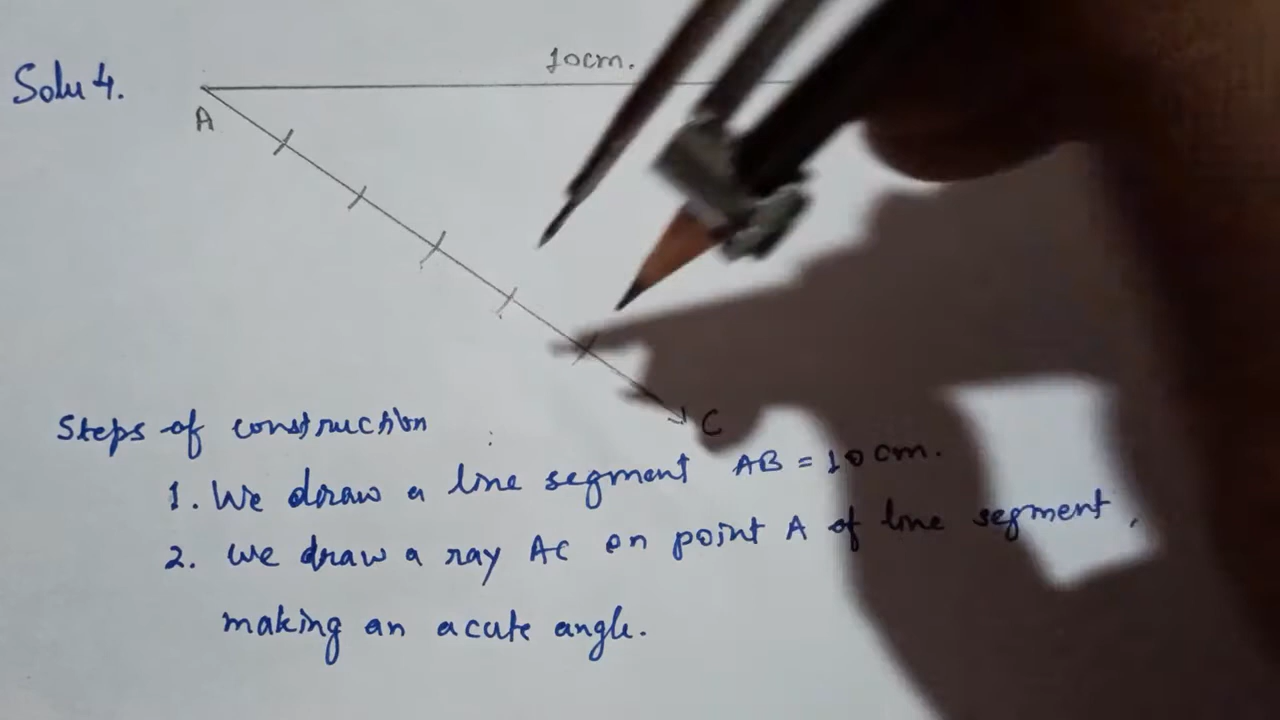 10cm.
Solu 4.
A
C
Steps of construction
1. We draw a line segment AB = 10 cm.
2. We draw a ray AC on point A of line segment,
making an acute angle.